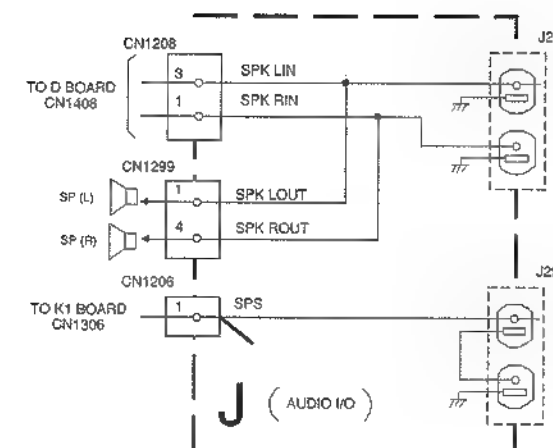 J2
CN1208
3
SPK LIN
TO D BOARD
CN1408
1
SPK RIN
CN1299
SP (L)
1
SPK LOUT
SP (R)
4
SPK ROUT
J2
CN1206
TO K1 BOARD
CN1306
1
SPS
J
(AUDIO I/O)